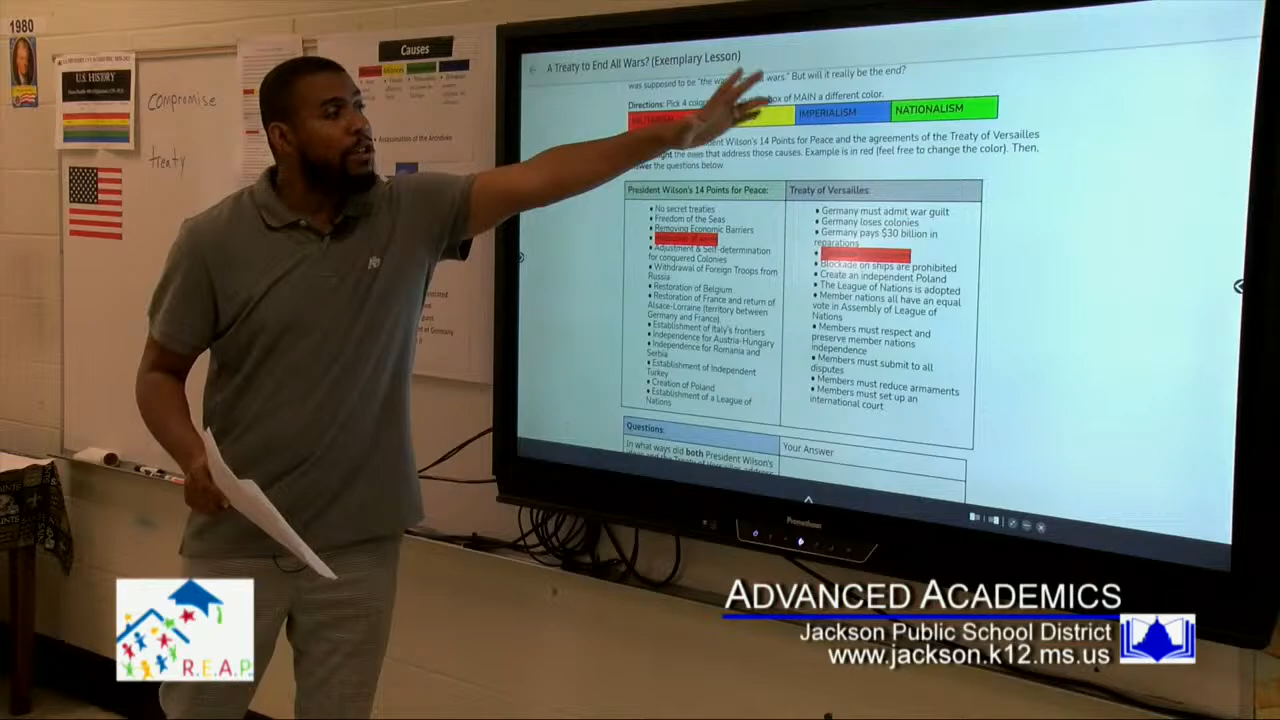 1980
U.S. HISTORY
compromise
treaty
Causes
Assassination of the Archduke
A Treaty to End All Wars? (Exemplary Lesson)
was supposed to be "the wars." But will it really be the end?
Directions: Pick 4 box of MAIN a different color.
IMPERIALISM
NATIONALISM
Wilson's 14 Points for Peace and the agreements of the Treaty of Versailles
the ones that address those causes. Example is in red (feel free to change the color). Then,
answer the questions below
President Wilson's 14 Points for Peace:
No secret treaties
Freedom of the Seas
Removing Economic Barriers
Adjustment & Self-determination
for conquered Colonies
Withdrawal of Foreign Troops from
Russia
Restoration of Belgium
Restoration of France and return of
Alsace-Lorraine (territory between
Germany and France)
Establishment of Italy's frontiers
Independence for Austria-Hungary
Independence for Romania and
Serbia
Establishment of Independent
Turkey
Creation of Poland
Establishment of a League of
Nations
Treaty of Versailles:
Germany must admit war guilt
Germany loses colonies
Germany pays $30 billion in
reparations
Blockade on ships are prohibited
Create an independent Poland
The League of Nations is adopted
Member nations all have an equal
vote in Assembly of League of
Nations
Members must respect and
preserve member nations
independence
Members must submit to all
disputes
Members must reduce armaments
Members must set up an
international court
Questions:
In what ways did both President Wilson's
Your Answer
Promethean
R.E.A.P.
ADVANCED ACADEMICS
Jackson Public School District
www.jackson.k12.ms.us